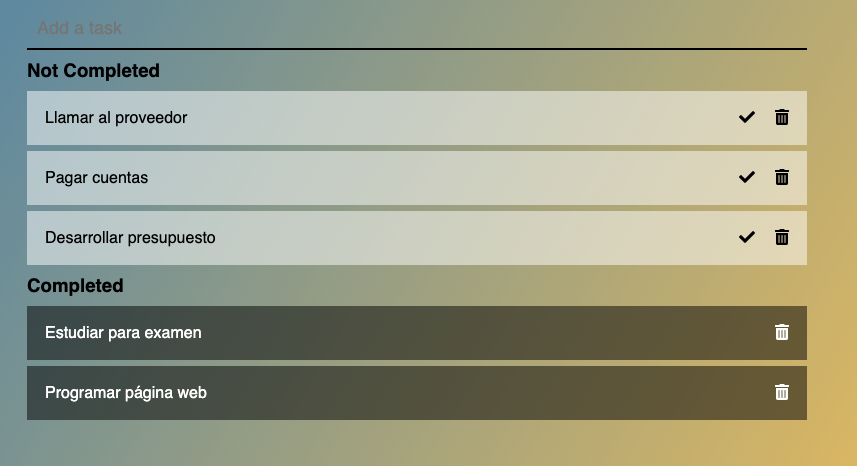 Add a task
Not Completed
Llamar al proveedor
Pagar cuentas
Desarrollar presupuesto
Completed
Estudiar para examen
Programar página web